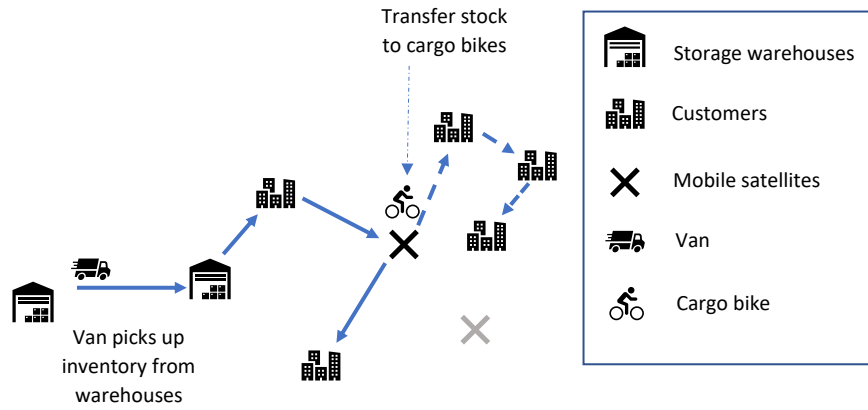 Transfer stock
to cargo bikes
Van picks up
inventory from
warehouses
Storage warehouses
Customers
Mobile satellites
Van
Cargo bike